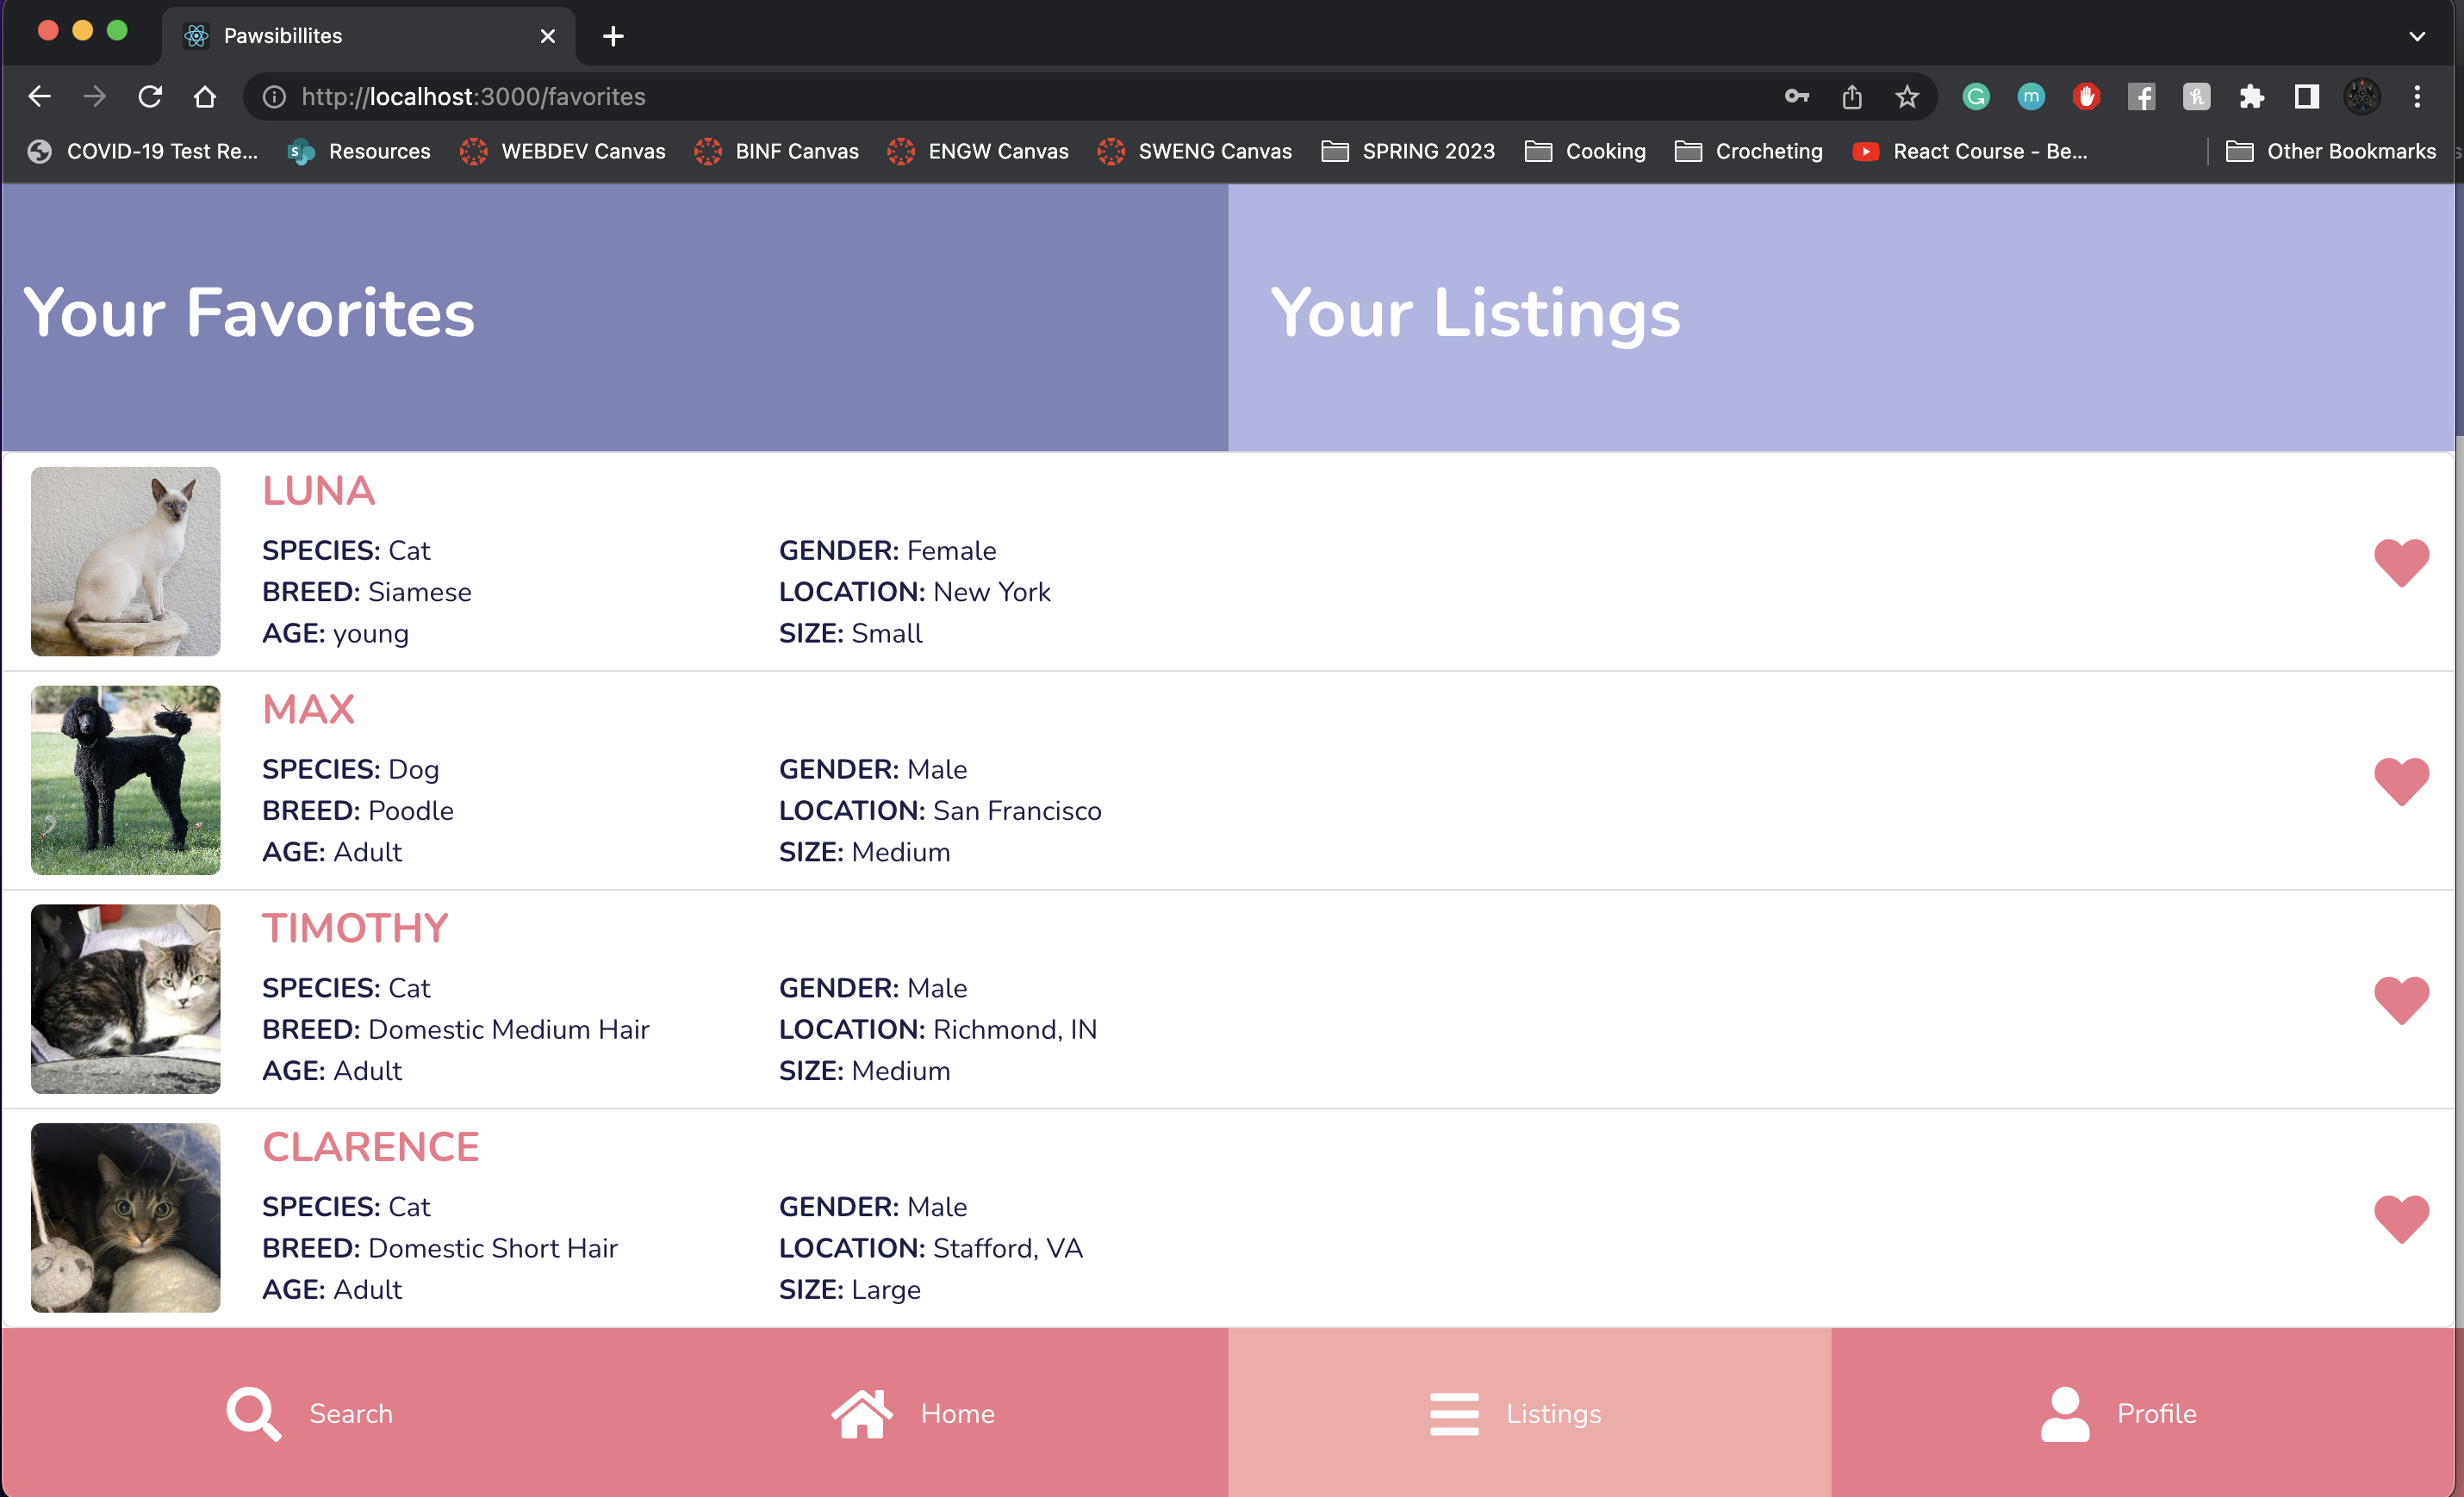 Pawsibillites
http://localhost:3000/favorites
COVID-19 Test Re... Resources WEBDEV Canvas BINF Canvas ENGW Canvas SWENG Canvas SPRING 2023 Cooking Crocheting React Course - Be... Other Bookmarks
Your Favorites Your Listings
LUNA
SPECIES: Cat GENDER: Female
BREED: Siamese LOCATION: New York
AGE: young SIZE: Small
MAX
SPECIES: Dog GENDER: Male
BREED: Poodle LOCATION: San Francisco
AGE: Adult SIZE: Medium
TIMOTHY
SPECIES: Cat GENDER: Male
BREED: Domestic Medium Hair LOCATION: Richmond, IN
AGE: Adult SIZE: Medium
CLARENCE
SPECIES: Cat GENDER: Male
BREED: Domestic Short Hair LOCATION: Stafford, VA
AGE: Adult SIZE: Large
Search Home Listings Profile